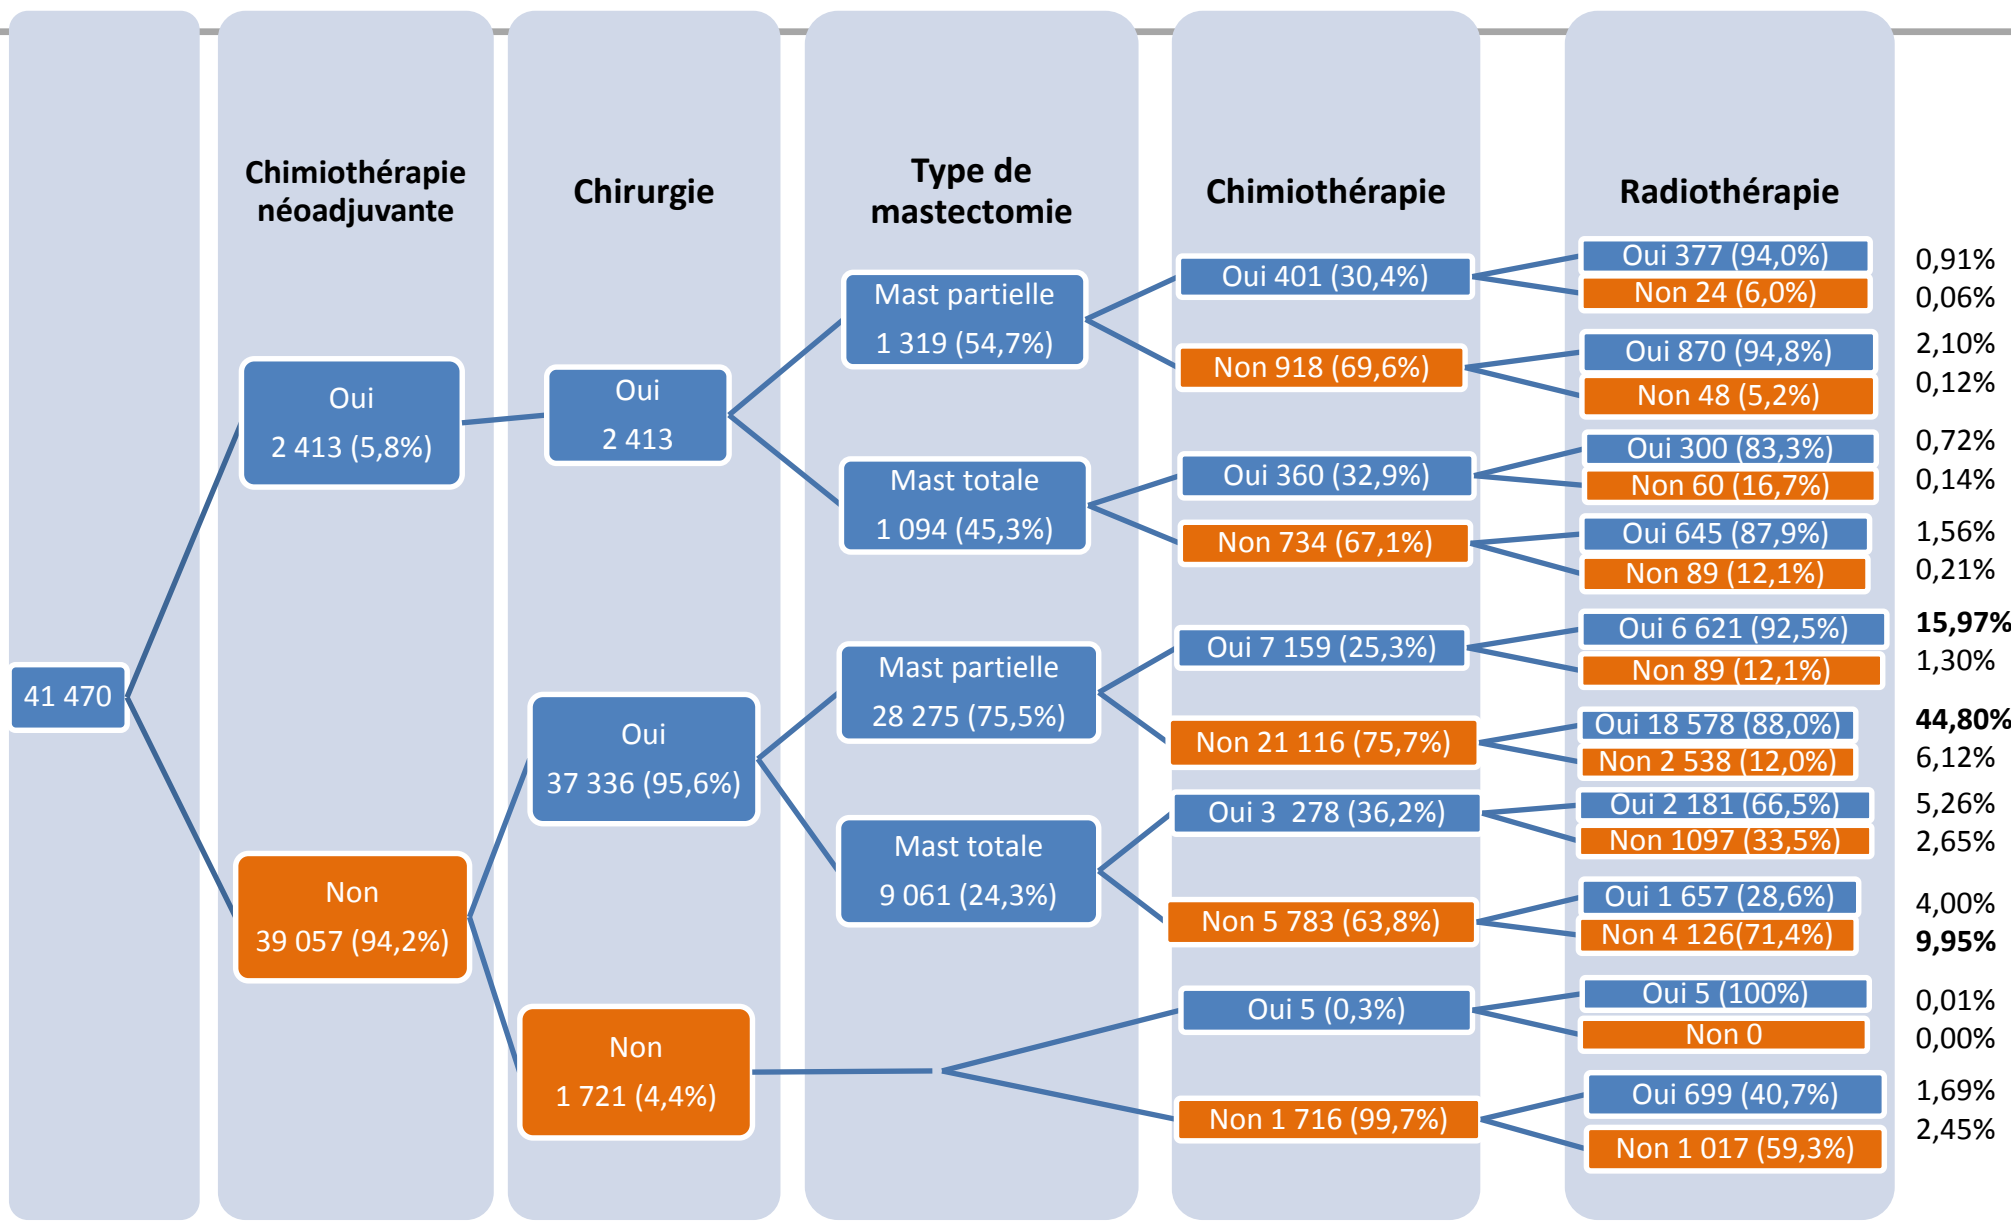 Chimiothérapie
néoadjuvante
Chirurgie
Type de
mastectomie
Chimiothérapie
Radiothérapie
41 470
Oui
2 413 (5,8%)
Non
39 057 (94,2%)
Oui
2 413
Oui
37 336 (95,6%)
Non
1 721 (4,4%)
Mast partielle
1 319 (54,7%)
Mast totale
1 094 (45,3%)
Mast partielle
28 275 (75,5%)
Mast totale
9 061 (24,3%)
Oui 401 (30,4%)
Non 918 (69,6%)
Oui 360 (32,9%)
Non 734 (67,1%)
Oui 7 159 (25,3%)
Non 21 116 (75,7%)
Oui 3  278 (36,2%)
Non 5 783 (63,8%)
Oui 5 (0,3%)
Non 1 716 (99,7%)
Oui 377 (94,0%)
Non 24 (6,0%)
Oui 870 (94,8%)
Non 48 (5,2%)
Oui 300 (83,3%)
Non 60 (16,7%)
Oui 645 (87,9%)
Non 89 (12,1%)
Oui 6 621 (92,5%)
Non 89 (12,1%)
Oui 18 578 (88,0%)
Non 2 538 (12,0%)
Oui 2 181 (66,5%)
Non 1097 (33,5%)
Oui 1 657 (28,6%)
Non 4 126(71,4%)
Oui 5 (100%)
Non 0
Oui 699 (40,7%)
Non 1 017 (59,3%)
0,91%
0,06%
2,10%
0,12%
0,72%
0,14%
1,56%
0,21%
15,97%
1,30%
44,80%
6,12%
5,26%
2,65%
4,00%
9,95%
0,01%
0,00%
1,69%
2,45%